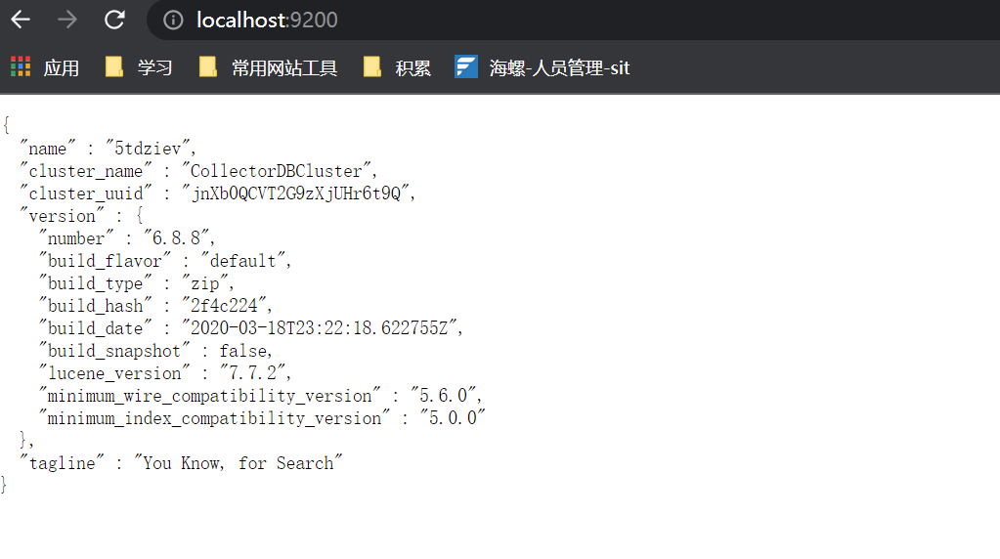 localhost:9200
应用 学习 常用网站工具 积累 海螺-人员管理-sit
{
"name" : "5tdziev",
"cluster_name" : "CollectorDBCluster",
"cluster_uuid" : "jnXb0QCVT2G9zXjUHr6t9Q",
"version" : {
"number" : "6.8.8",
"build_flavor" : "default",
"build_type" : "zip",
"build_hash" : "2f4c224",
"build_date" : "2020-03-18T23:22:18.622755Z",
"build_snapshot" : false,
"lucene_version" : "7.7.2",
"minimum_wire_compatibility_version" : "5.6.0",
"minimum_index_compatibility_version" : "5.0.0"
},
"tagline" : "You Know, for Search"
}